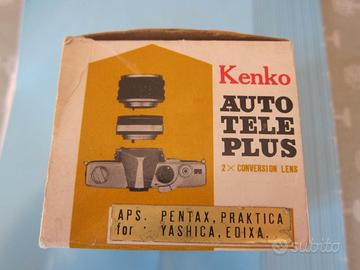 Kenko
AUTO
TELE
PLUS
2× CONVERSION LENS
APS. PENTAX, PRAKTICA
for . YASHICA, EDIXA.
subito